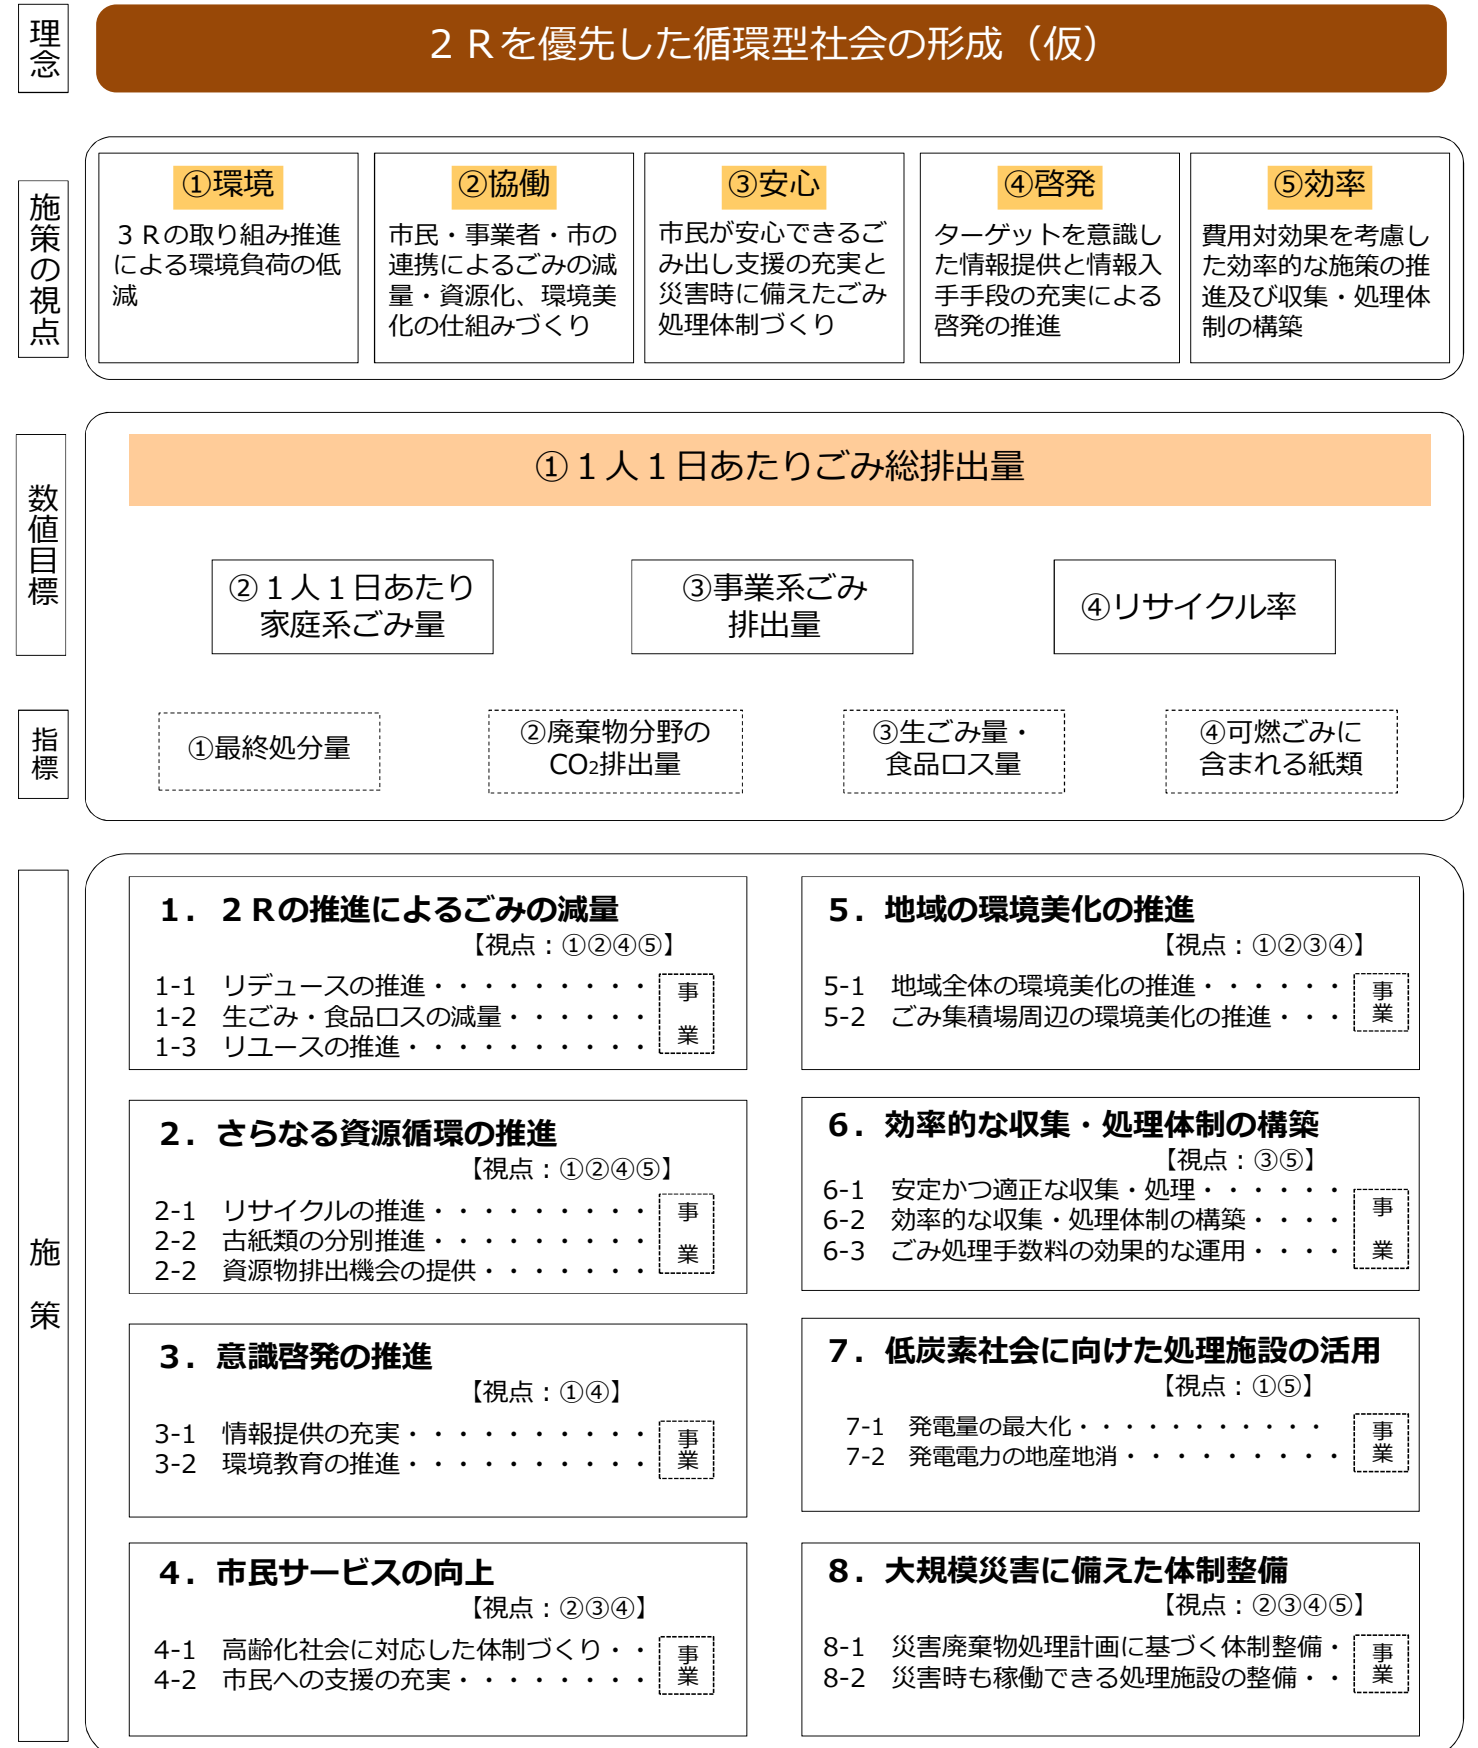 理念
２Ｒを優先した循環型社会の形成（仮）
施策の視点
①環境
３Ｒの取り組み推進
による環境負荷の低
減
②協働
市民・事業者・市の
連携によるごみの減
量・資源化、環境美
化の仕組みづくり
③安心
市民が安心できるご
み出し支援の充実と
災害時に備えたごみ
処理体制づくり
④啓発
ターゲットを意識し
た情報提供と情報入
手手段の充実による
啓発の推進
⑤効率
費用対効果を考慮し
た効率的な施策の推
進及び収集・処理体
制の構築
数値目標
①１人１日あたりごみ総排出量
②１人１日あたり
家庭系ごみ量
③事業系ごみ
排出量
④リサイクル率
指標
①最終処分量
②廃棄物分野の
CO₂排出量
③生ごみ量・
食品ロス量
④可燃ごみに
含まれる紙類
施策
１．２Ｒの推進によるごみの減量
【視点：①②④⑤】
1-1 リデュースの推進・・・・・・・・・
1-2 生ごみ・食品ロスの減量・・・・・・
1-3 リユースの推進・・・・・・・・・・
事業
２．さらなる資源循環の推進
【視点：①②④⑤】
2-1 リサイクルの推進・・・・・・・・・
2-2 古紙類の分別推進・・・・・・・・・
2-2 資源物排出機会の提供・・・・・・・
事業
３．意識啓発の推進
【視点：①④】
3-1 情報提供の充実・・・・・・・・・・
3-2 環境教育の推進・・・・・・・・・・
事業
４．市民サービスの向上
【視点：②③④】
4-1 高齢化社会に対応した体制づくり・・
4-2 市民への支援の充実・・・・・・・・
事業
５．地域の環境美化の推進
【視点：①②③④】
5-1 地域全体の環境美化の推進・・・・・・
5-2 ごみ集積場周辺の環境美化の推進・・・
事業
６．効率的な収集・処理体制の構築
【視点：③⑤】
6-1 安定かつ適正な収集・処理・・・・・・
6-2 効率的な収集・処理体制の構築・・・・
6-3 ごみ処理手数料の効果的な運用・・・・
事業
７．低炭素社会に向けた処理施設の活用
【視点：①⑤】
7-1 発電量の最大化・・・・・・・・・・
7-2 発電電力の地産地消・・・・・・・・・
事業
８．大規模災害に備えた体制整備
【視点：②③④⑤】
8-1 災害廃棄物処理計画に基づく体制整備・
8-2 災害時も稼働できる処理施設の整備・・
事業